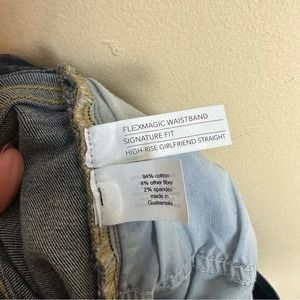 FLEXMAGIC WAISTBAND
SIGNATURE FIT
HIGH-RISE GIRLFRIEND STRAIGHT
94% cotton
4% other fiber
2% spandex
made in
Guatemala